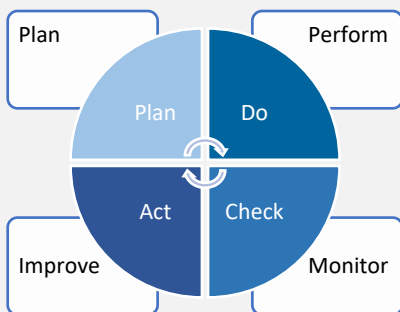 Plan
Perform
Plan
Do
Act
Check
Improve
Monitor